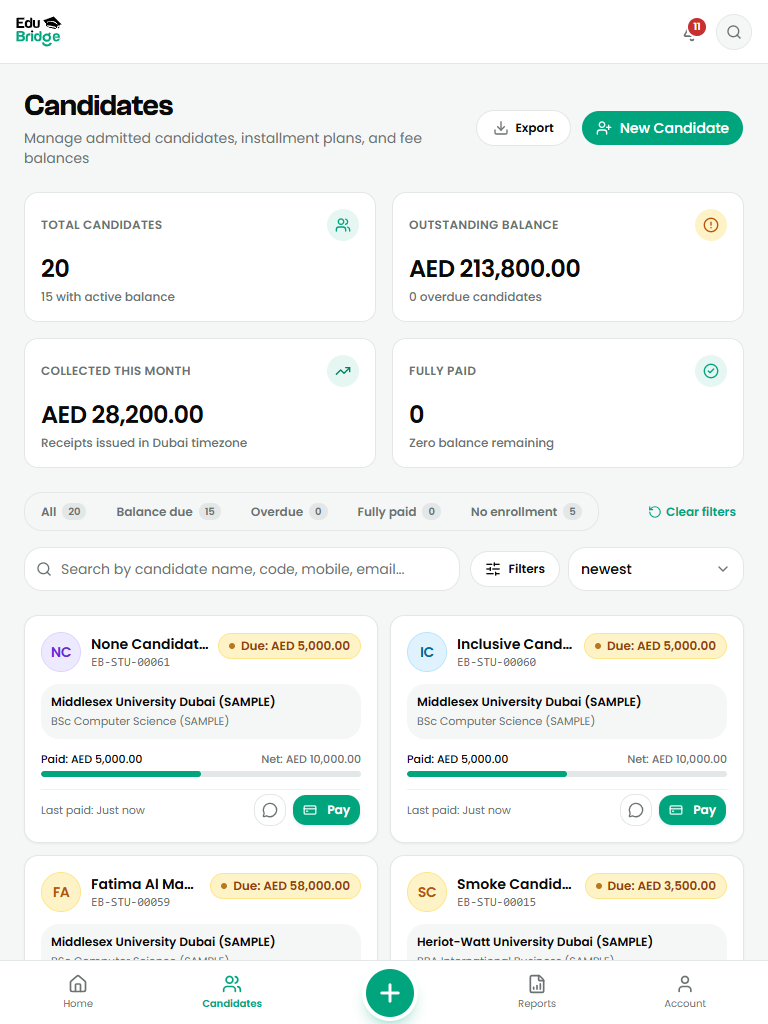 Edu
Bridge
11
Candidates
Manage admitted candidates, installment plans, and fee
balances
Export
New Candidate
TOTAL CANDIDATES
20
15 with active balance
OUTSTANDING BALANCE
AED 213,800.00
0 overdue candidates
COLLECTED THIS MONTH
AED 28,200.00
Receipts issued in Dubai timezone
FULLY PAID
0
Zero balance remaining
All 20 Balance due 15 Overdue 0 Fully paid 0 No enrollment 5
Clear filters
Search by candidate name, code, mobile, email...
Filters
newest
NC
None Candidat...
EB-STU-00061
Due: AED 5,000.00
Middlesex University Dubai (SAMPLE)
BSc Computer Science (SAMPLE)
Paid: AED 5,000.00 Net: AED 10,000.00
Last paid: Just now
Pay
IC
Inclusive Cand...
EB-STU-00060
Due: AED 5,000.00
Middlesex University Dubai (SAMPLE)
BSc Computer Science (SAMPLE)
Paid: AED 5,000.00 Net: AED 10,000.00
Last paid: Just now
Pay
FA
Fatima Al Ma...
EB-STU-00059
Due: AED 58,000.00
Middlesex University Dubai (SAMPLE)
SC
Smoke Candid...
EB-STU-00015
Due: AED 3,500.00
Heriot-Watt University Dubai (SAMPLE)
Home
Candidates
Reports
Account